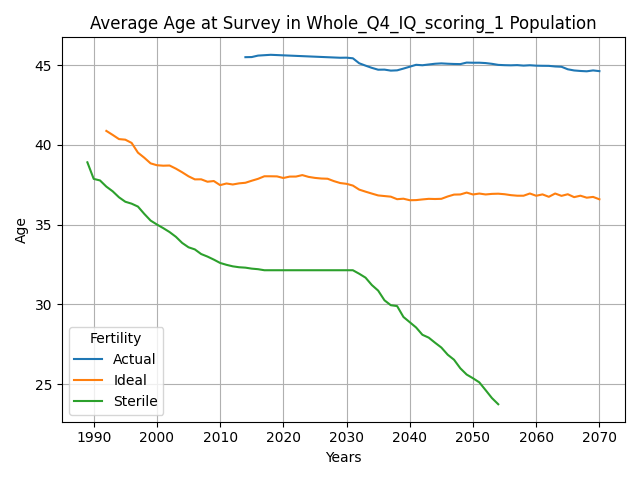 Average Age at Survey in Whole_Q4_IQ_scoring_1 Population
Age
45
40
35
30
25
Fertility
Actual
Ideal
Sterile
1990 2000 2010 2020 2030 2040 2050 2060 2070
Years